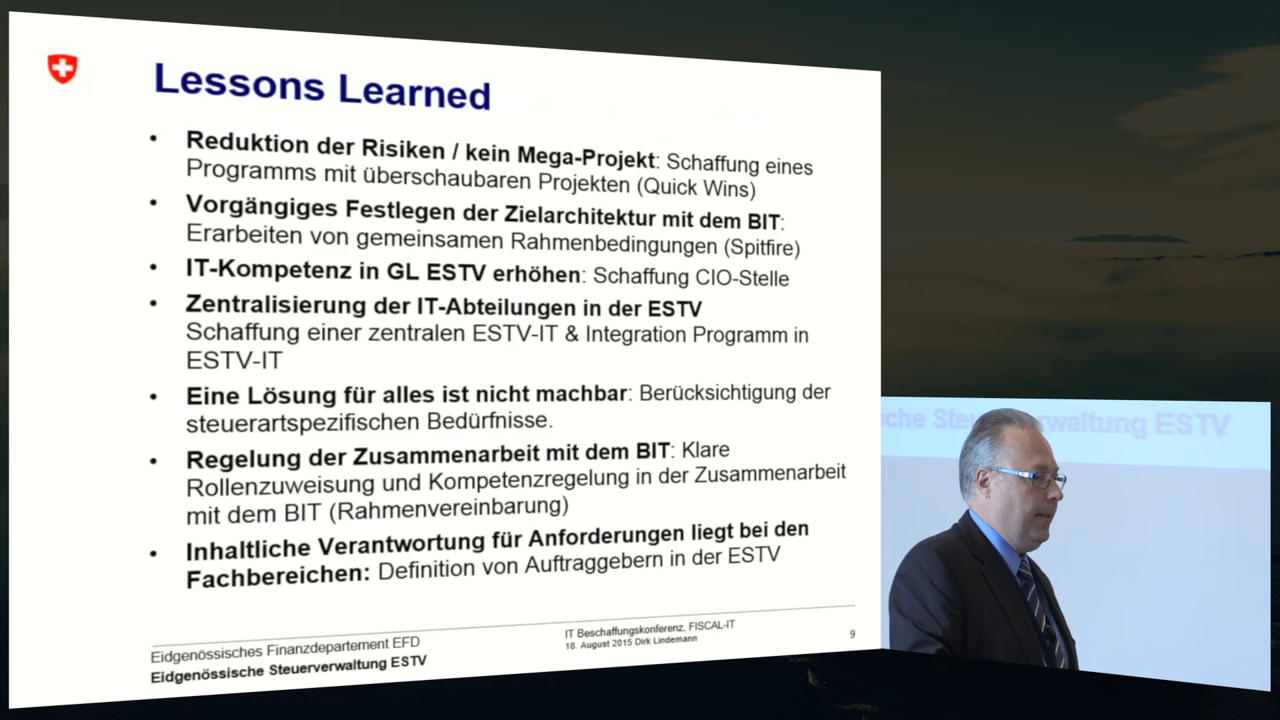 Lessons Learned
• Reduktion der Risiken / kein Mega-Projekt: Schaffung eines
Programms mit überschaubaren Projekten (Quick Wins)
• Vorgängiges Festlegen der Zielarchitektur mit dem BIT:
Erarbeiten von gemeinsamen Rahmenbedingungen (Spitfire)
• IT-Kompetenz in GL ESTV erhöhen: Schaffung CIO-Stelle
• Zentralisierung der IT-Abteilungen in der ESTV
Schaffung einer zentralen ESTV-IT & Integration Programm in
ESTV-IT
• Eine Lösung für alles ist nicht machbar: Berücksichtigung der
steuerartspezifischen Bedürfnisse.
• Regelung der Zusammenarbeit mit dem BIT: Klare
Rollenzuweisung und Kompetenzregelung in der Zusammenarbeit
mit dem BIT (Rahmenvereinbarung)
• Inhaltliche Verantwortung für Anforderungen liegt bei den
Fachbereichen: Definition von Auftraggebern in der ESTV
Eidgenössisches Finanzdepartement EFD
Eidgenössische Steuerverwaltung ESTV
IT Beschaffungskonferenz, FISCAL-IT
18. August 2015 Dirk Lindemann
9
ESTV